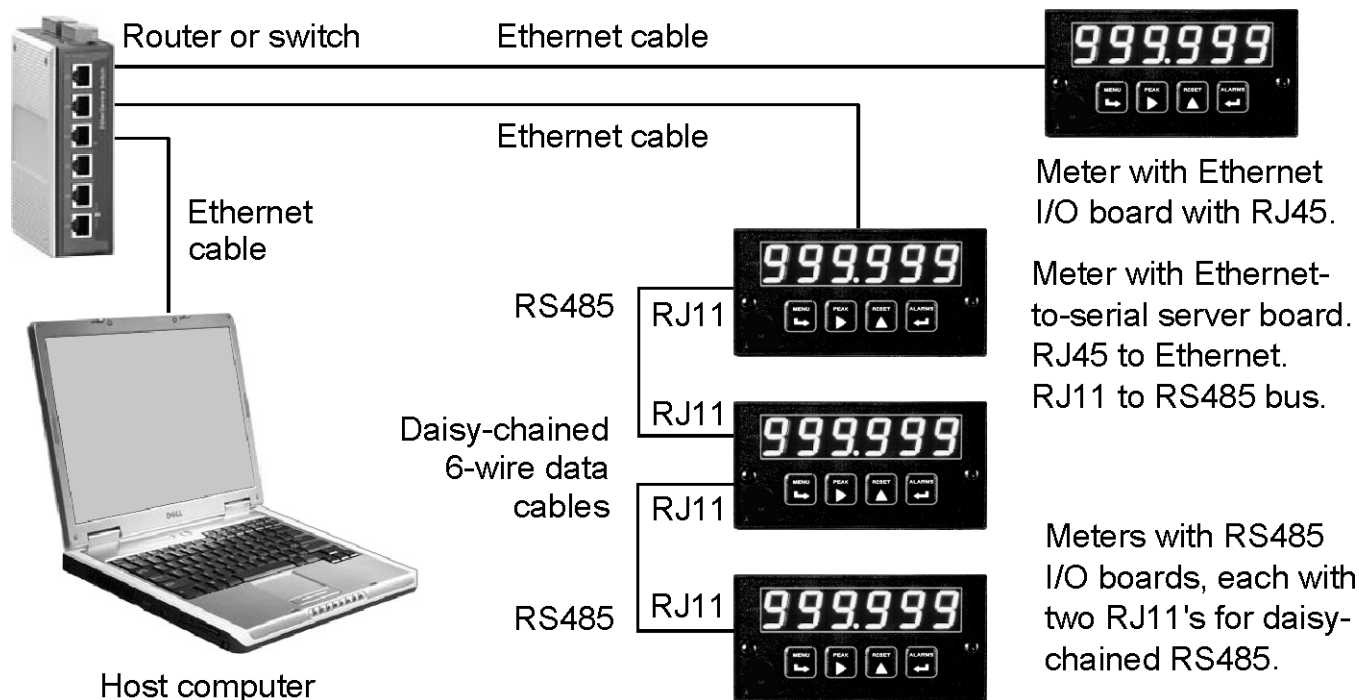 Router or switch
Ethernet cable
999.999
MENU PEAK RESET ALARMS
Ethernet cable
Meter with Ethernet
I/O board with RJ45.
Ethernet
cable
999.999
MENU PEAK RESET ALARMS
RS485
RJ11
Meter with Ethernet-
to-serial server board.
RJ45 to Ethernet.
RJ11 to RS485 bus.
Daisy-chained
6-wire data
cables
RJ11
999.999
MENU PEAK RESET ALARMS
RJ11
DELL
RS485
RJ11
999.999
MENU PEAK RESET ALARMS
Meters with RS485
I/O boards, each with
two RJ11's for daisy-
chained RS485.
Host computer